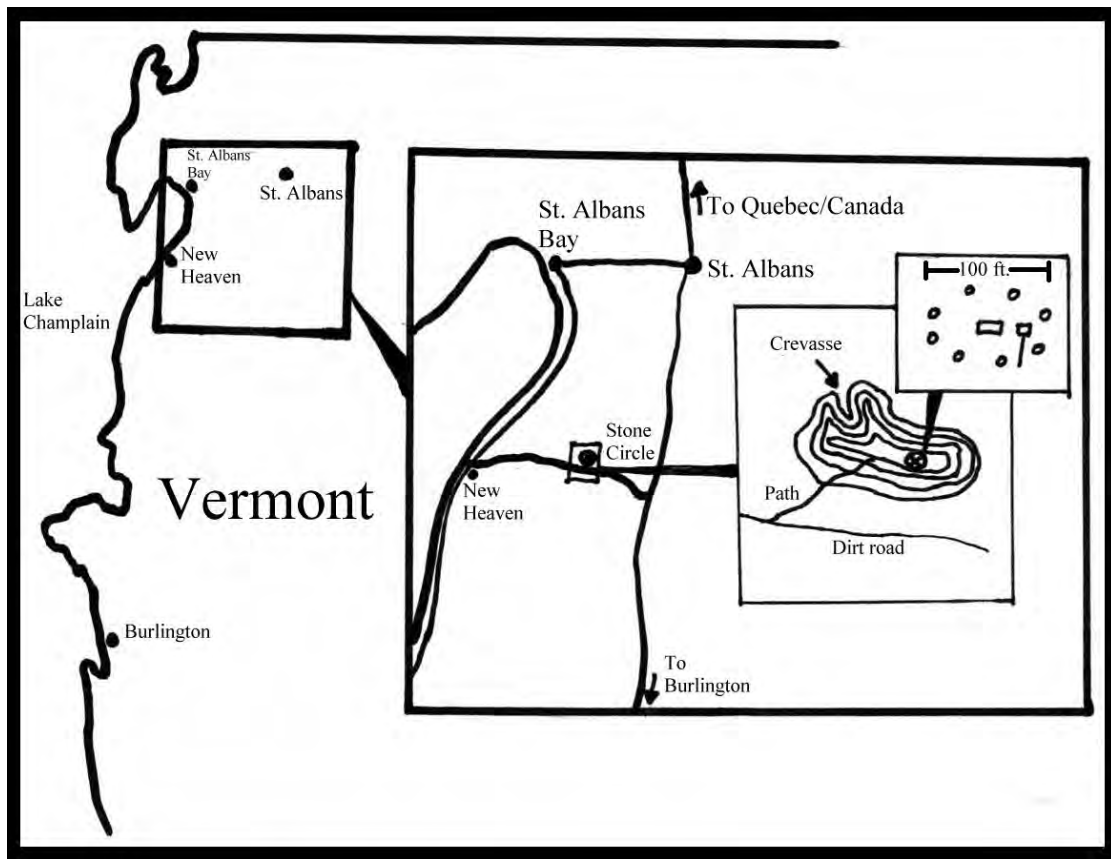 St. Albans
Bay
St. Albans
New
Heaven
Lake
Champlain
Vermont
Burlington
To Quebec/Canada
St. Albans
Bay
St. Albans
100 ft.
Crevasse
Stone
Circle
New
Heaven
Path
Dirt road
To
Burlington